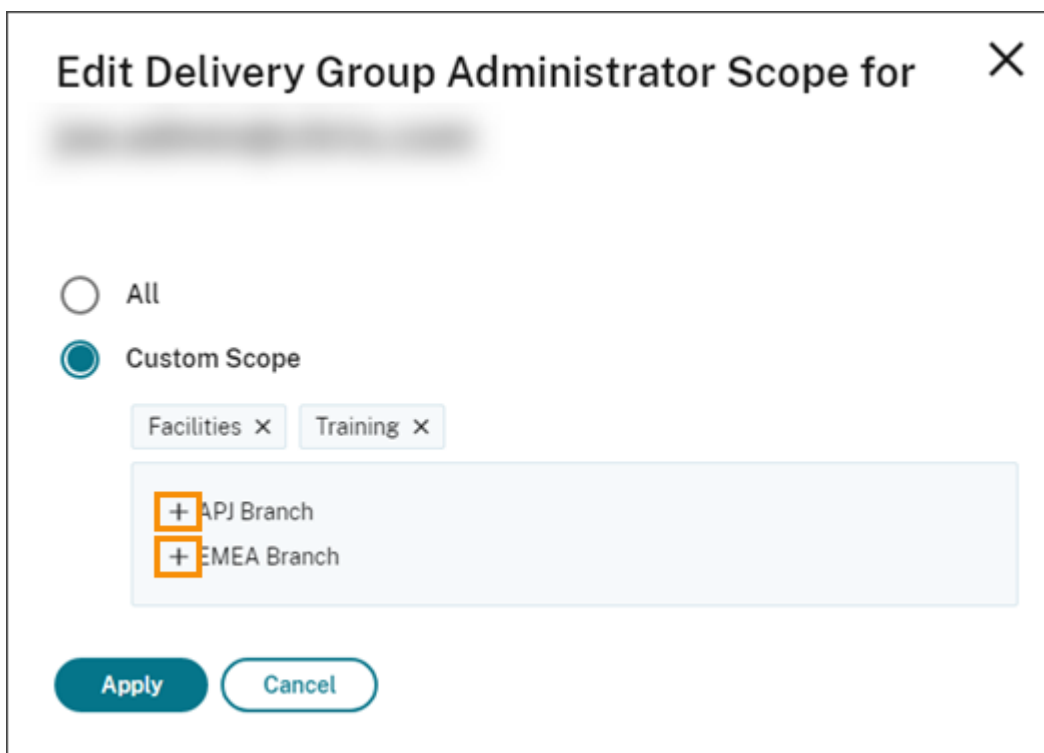 Edit Delivery Group Administrator Scope for
All
Custom Scope
Facilities × Training ×
+ APJ Branch
+ EMEA Branch
Apply Cancel